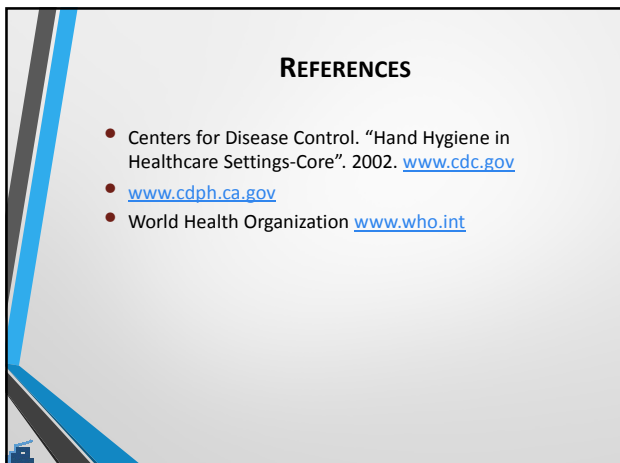 REFERENCES
• Centers for Disease Control. “Hand Hygiene in
Healthcare Settings-Core”. 2002. www.cdc.gov
• www.cdph.ca.gov
• World Health Organization www.who.int